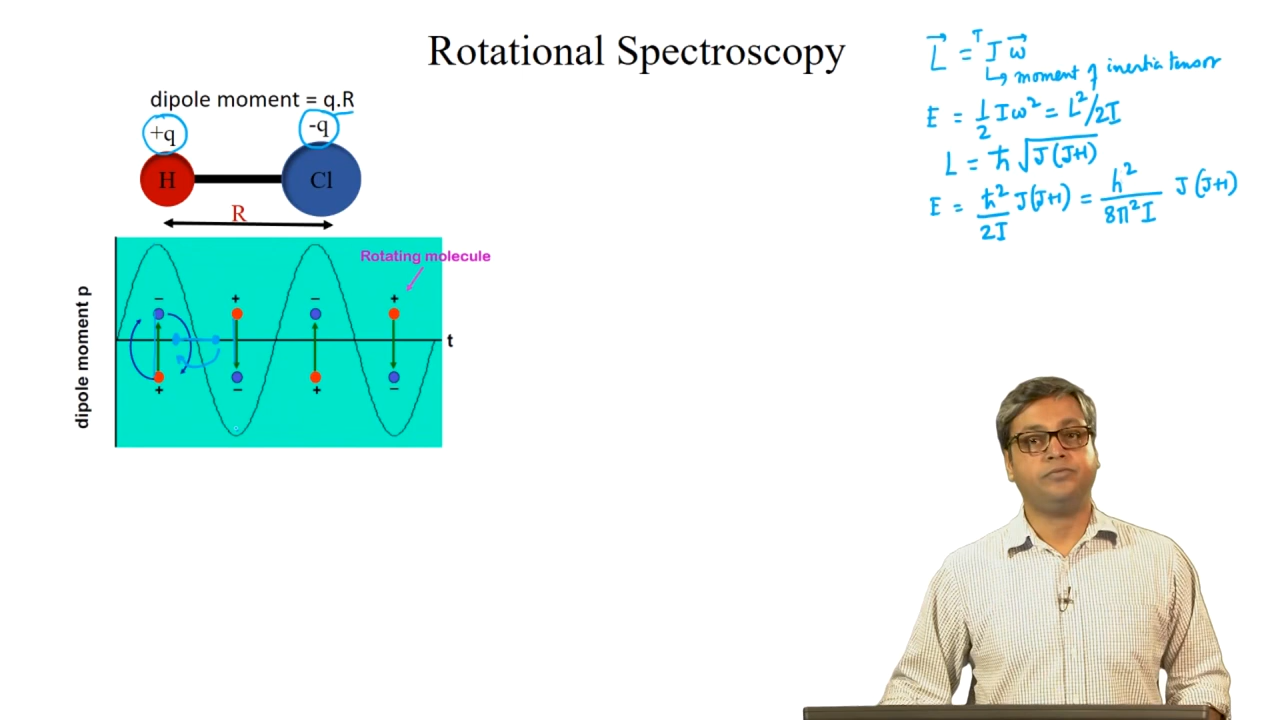 Rotational Spectroscopy
dipole moment = q.R
+q
-q
H
Cl
R
Rotating molecule
− + − +
+ − + −
dipole moment p
t
L⃗ = I ω⃗
↳ moment of inertia tensor
E = 1/2 Iω² = L²/2I
L = ħ √J(J+1)
E = ħ²/2I J(J+1) = h²/8π²I J(J+1)